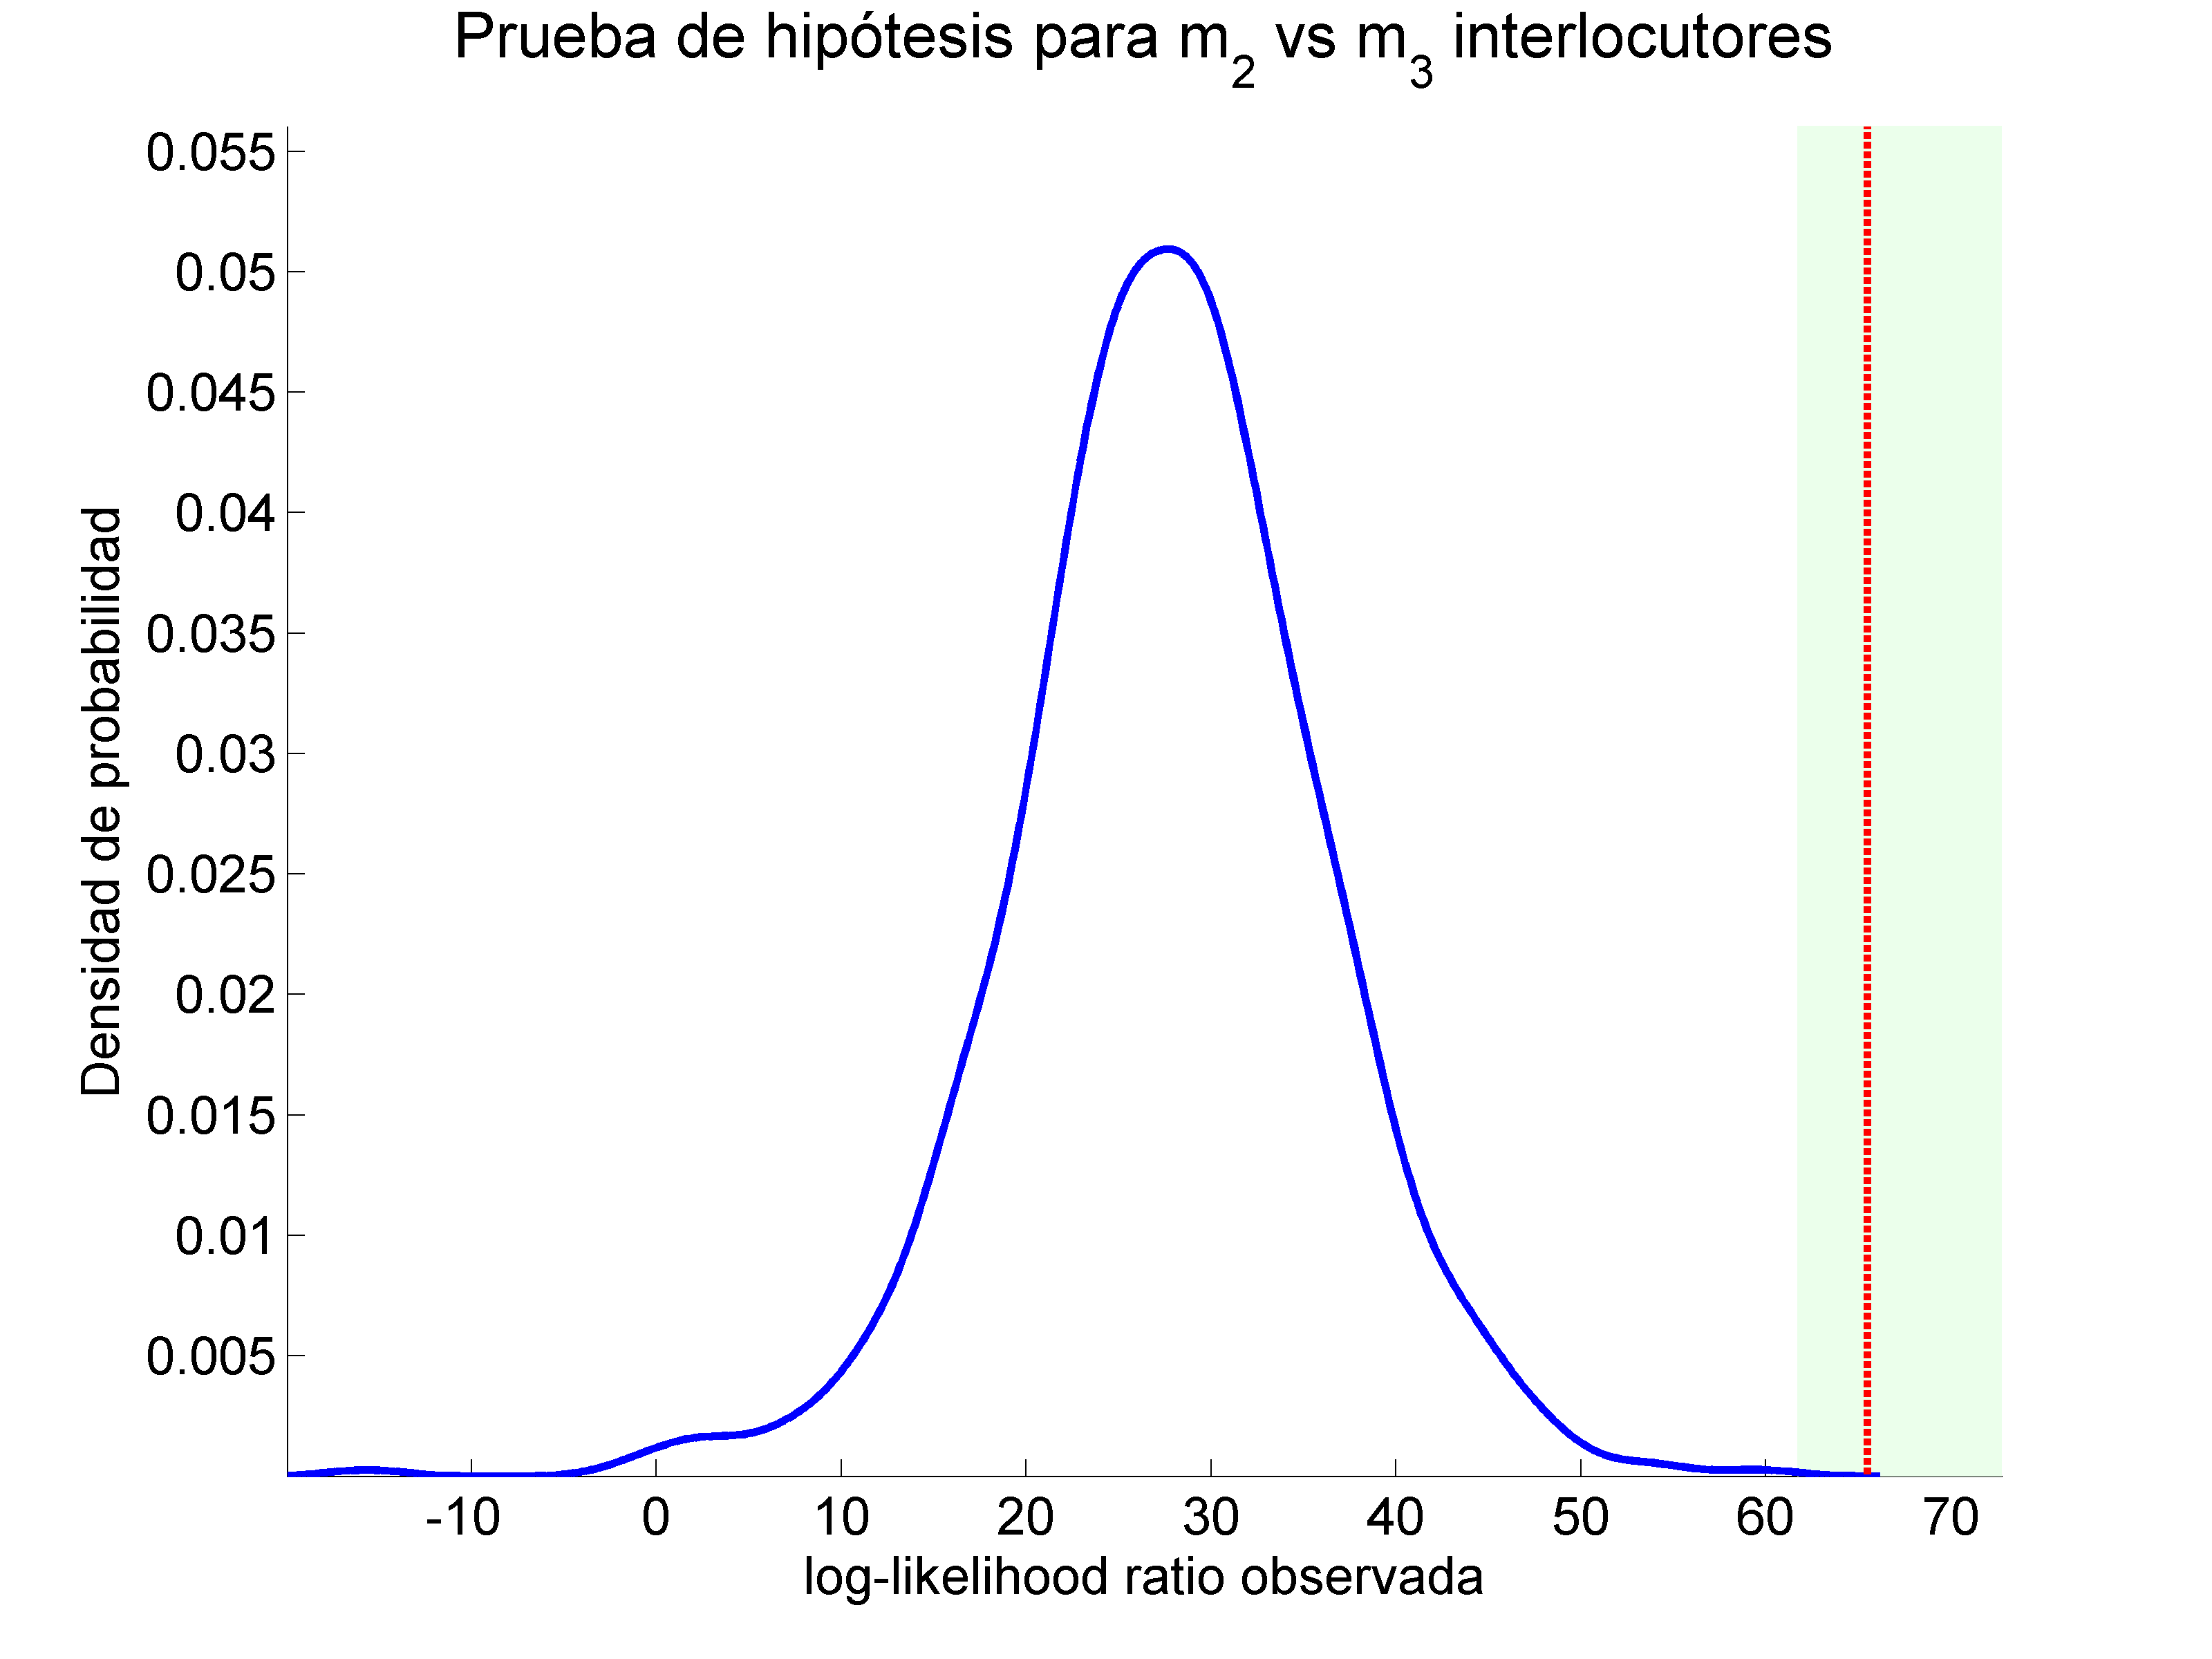 Prueba de hipótesis para m₂ vs m₃ interlocutores
0.055
0.05
0.045
0.04
0.035
0.03
0.025
0.02
0.015
0.01
0.005
Densidad de probabilidad
-10 0 10 20 30 40 50 60 70
log-likelihood ratio observada